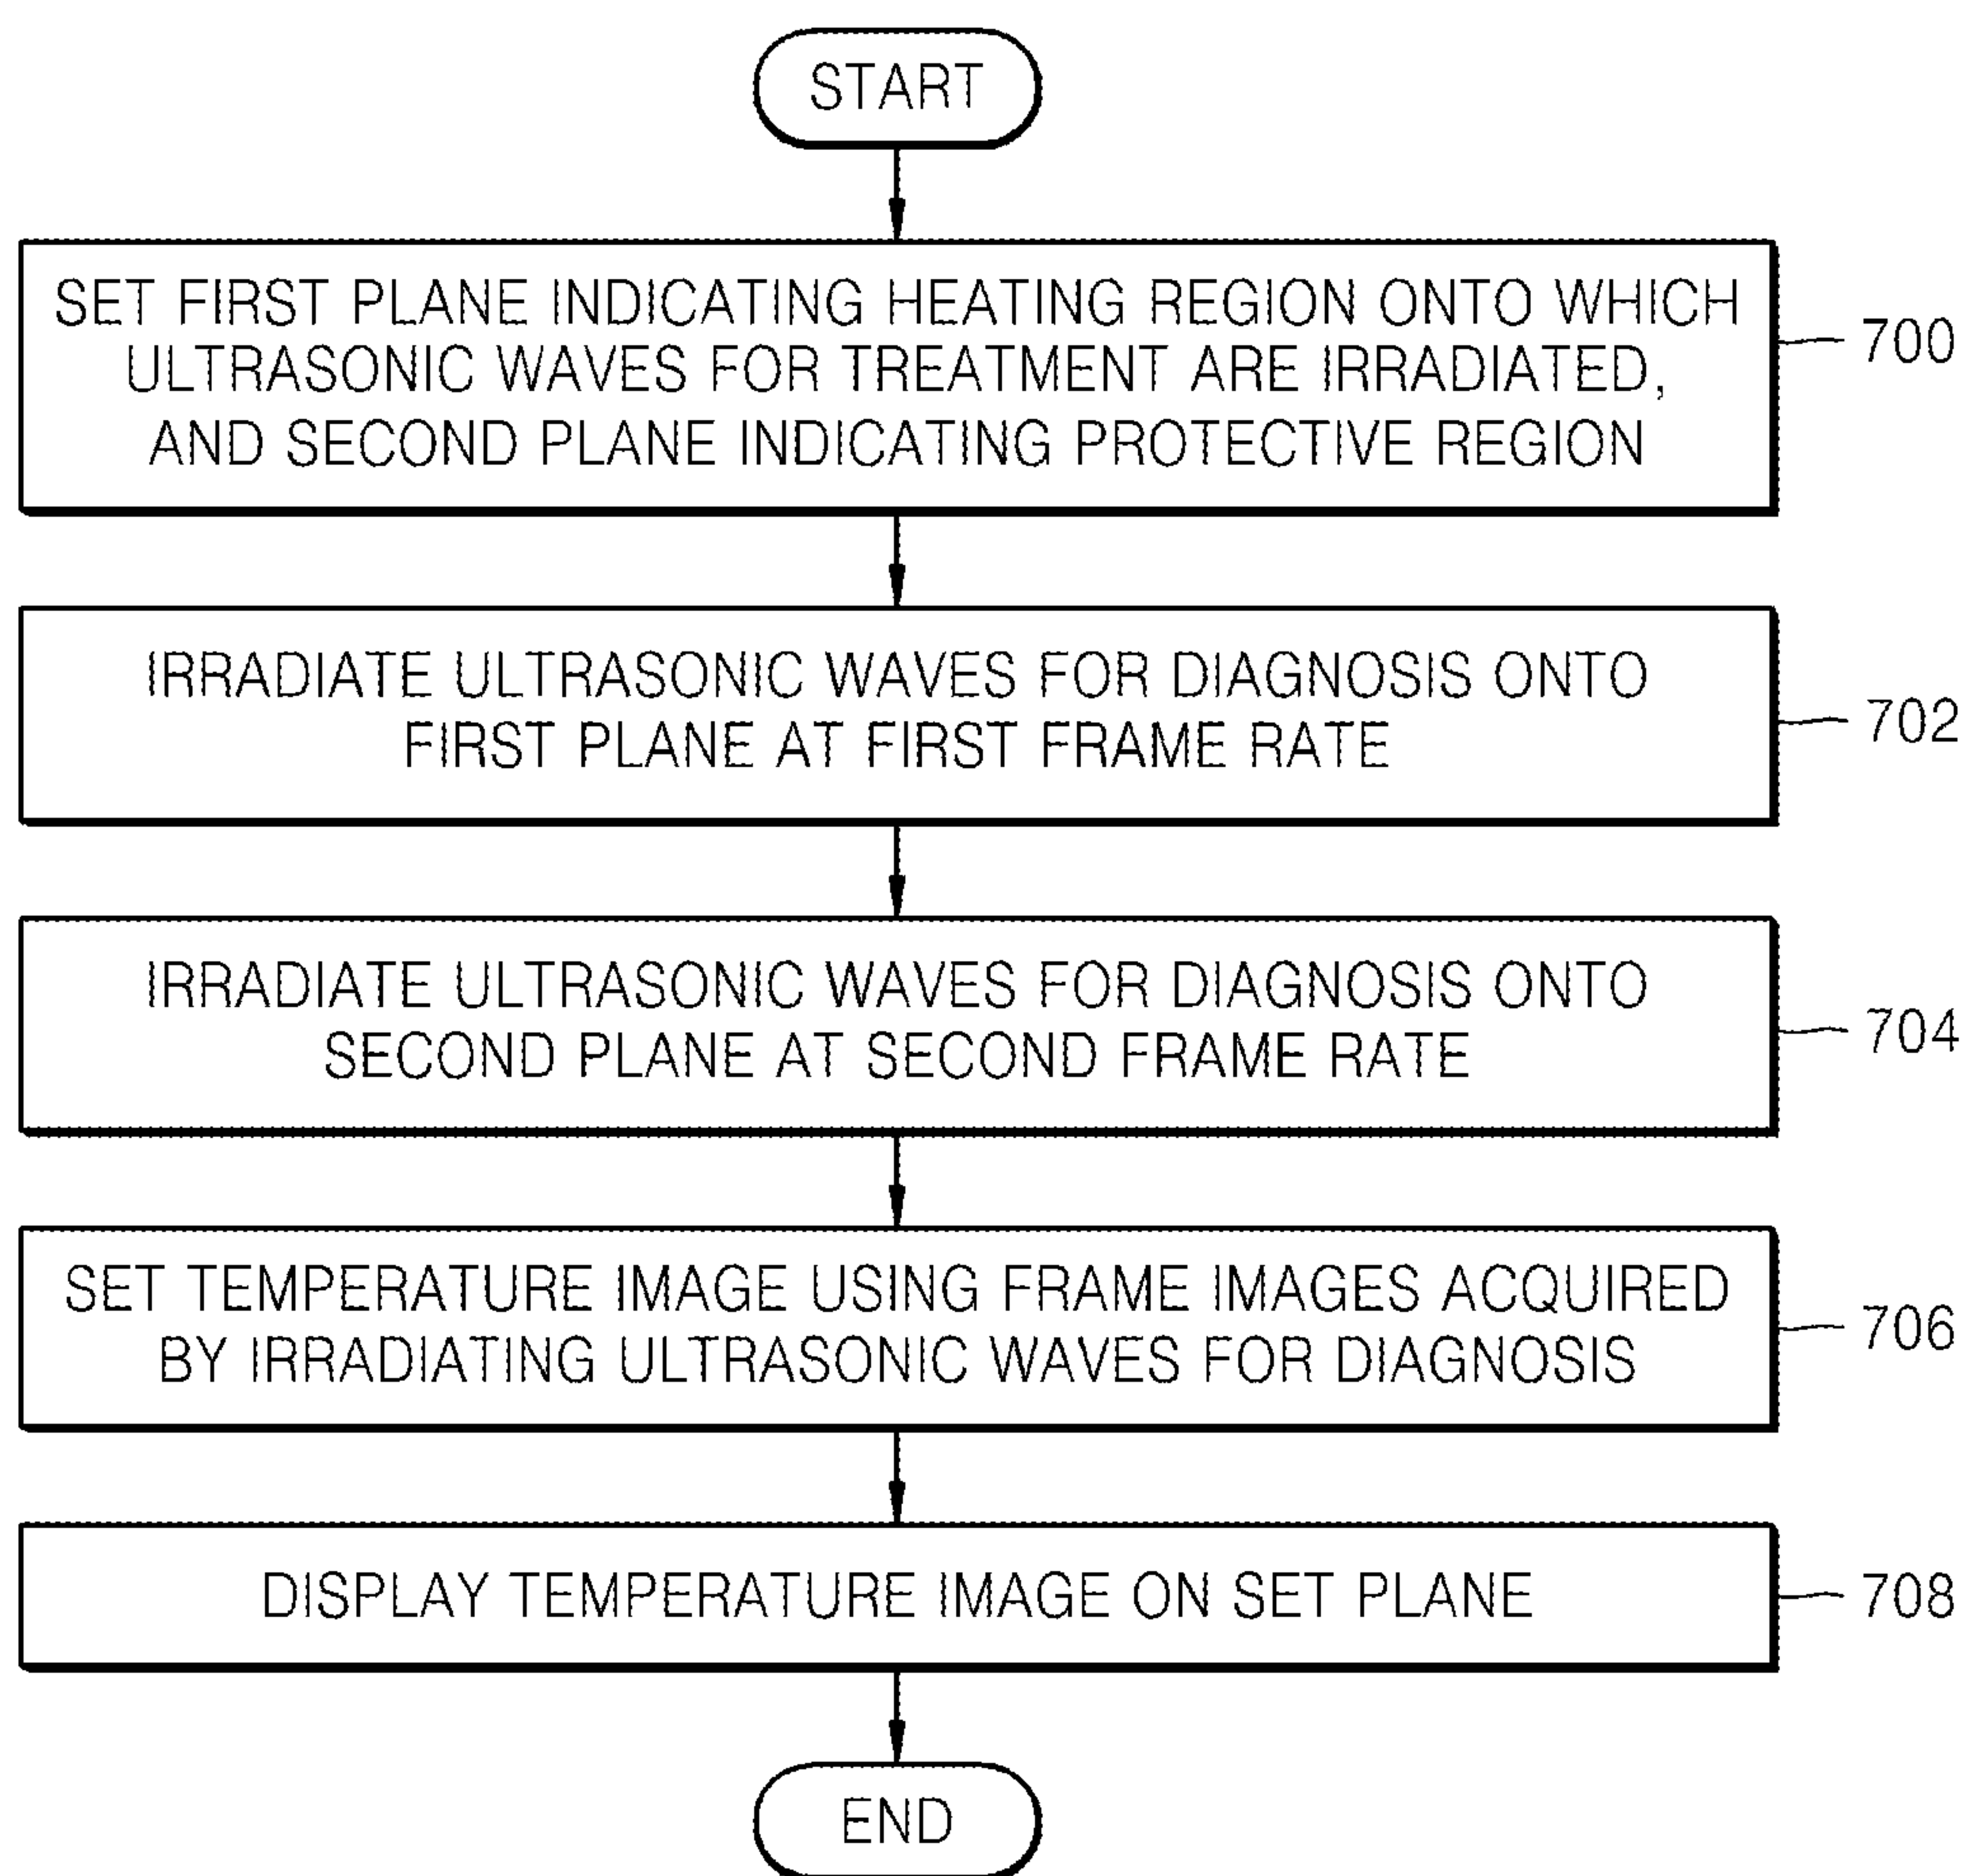 START
SET FIRST PLANE INDICATING HEATING REGION ONTO WHICH
ULTRASONIC WAVES FOR TREATMENT ARE IRRADIATED,
AND SECOND PLANE INDICATING PROTECTIVE REGION
700
IRRADIATE ULTRASONIC WAVES FOR DIAGNOSIS ONTO
FIRST PLANE AT FIRST FRAME RATE
702
IRRADIATE ULTRASONIC WAVES FOR DIAGNOSIS ONTO
SECOND PLANE AT SECOND FRAME RATE
704
SET TEMPERATURE IMAGE USING FRAME IMAGES ACQUIRED
BY IRRADIATING ULTRASONIC WAVES FOR DIAGNOSIS
706
DISPLAY TEMPERATURE IMAGE ON SET PLANE
708
END